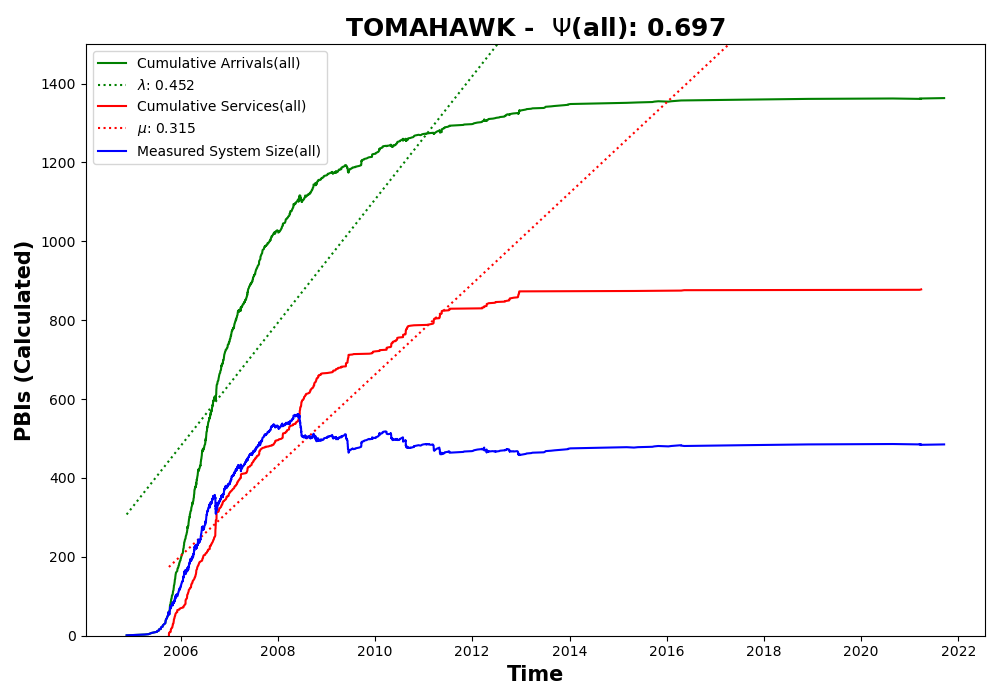 TOMAHAWK - Ψ(all): 0.697
Cumulative Arrivals(all)
λ: 0.452
Cumulative Services(all)
μ: 0.315
Measured System Size(all)
PBIs (Calculated)
1400
1200
1000
800
600
400
200
0
2006 2008 2010 2012 2014 2016 2018 2020 2022
Time